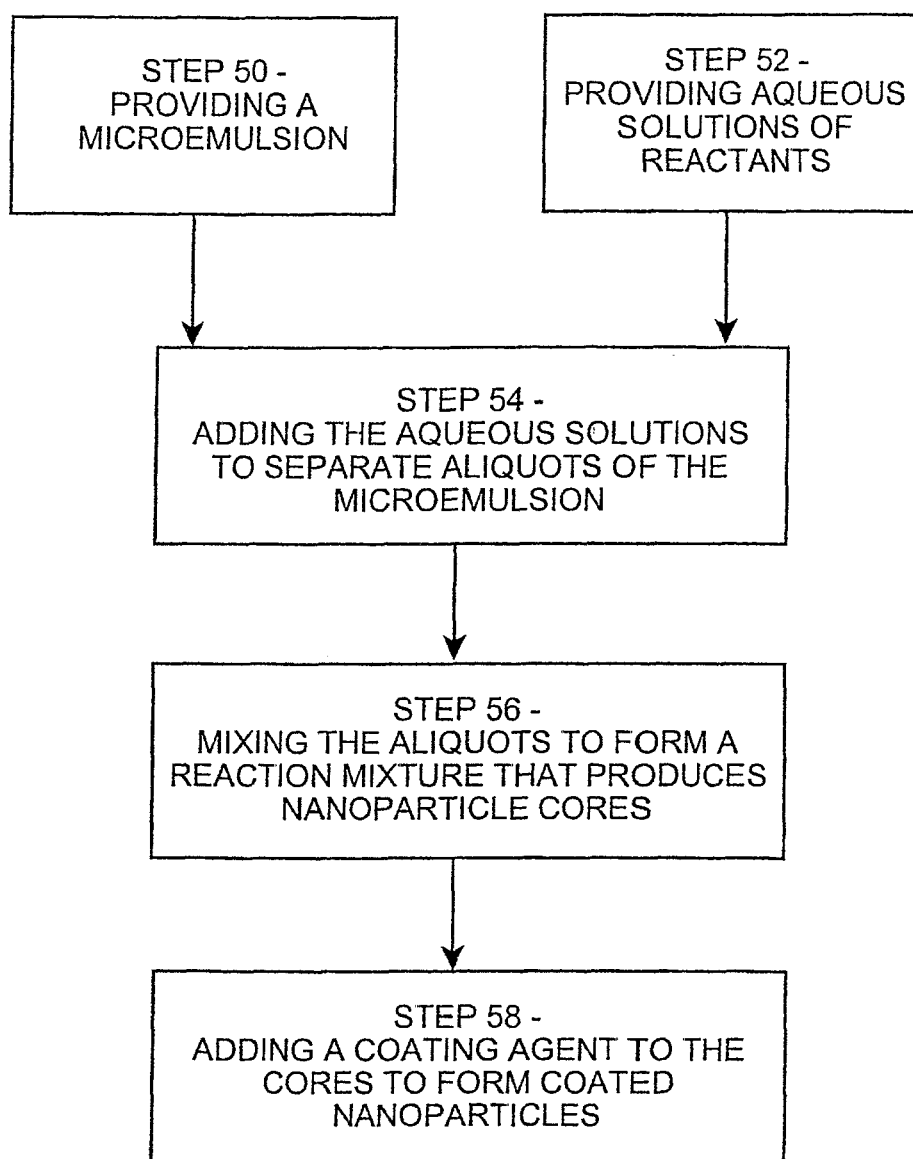 STEP 50 -
PROVIDING A
MICROEMULSION
STEP 52 -
PROVIDING AQUEOUS
SOLUTIONS OF
REACTANTS
STEP 54 -
ADDING THE AQUEOUS SOLUTIONS
TO SEPARATE ALIQUOTS OF THE
MICROEMULSION
STEP 56 -
MIXING THE ALIQUOTS TO FORM A
REACTION MIXTURE THAT PRODUCES
NANOPARTICLE CORES
STEP 58 -
ADDING A COATING AGENT TO THE
CORES TO FORM COATED
NANOPARTICLES